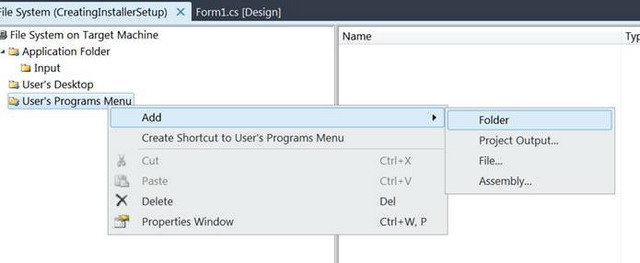 File System (CreatingInstallerSetup) ✕ Form1.cs [Design]
File System on Target Machine
Application Folder
Input
User's Desktop
User's Programs Menu
Name
Add
Create Shortcut to User's Programs Menu
Cut Ctrl+X
Paste Ctrl+V
Delete Del
Properties Window Ctrl+W, P
Folder
Project Output...
File...
Assembly...